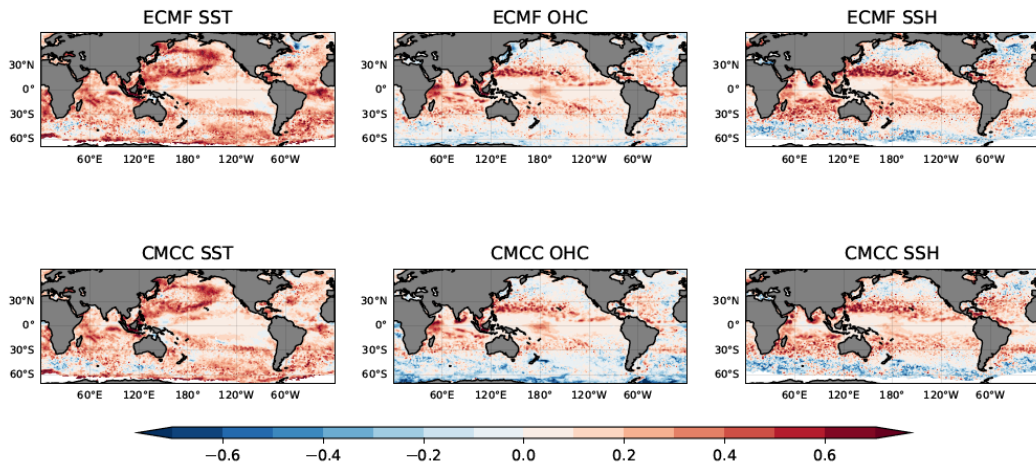 ECMF SST ECMF OHC ECMF SSH
30°N 30°N 30°N
0° 0° 0°
30°S 30°S 30°S
60°S 60°S 60°S
60°E 120°E 180° 120°W 60°W 60°E 120°E 180° 120°W 60°W 60°E 120°E 180° 120°W 60°W
CMCC SST CMCC OHC CMCC SSH
30°N 30°N 30°N
0° 0° 0°
30°S 30°S 30°S
60°S 60°S 60°S
60°E 120°E 180° 120°W 60°W 60°E 120°E 180° 120°W 60°W 60°E 120°E 180° 120°W 60°W
−0.6 −0.4 −0.2 0.0 0.2 0.4 0.6